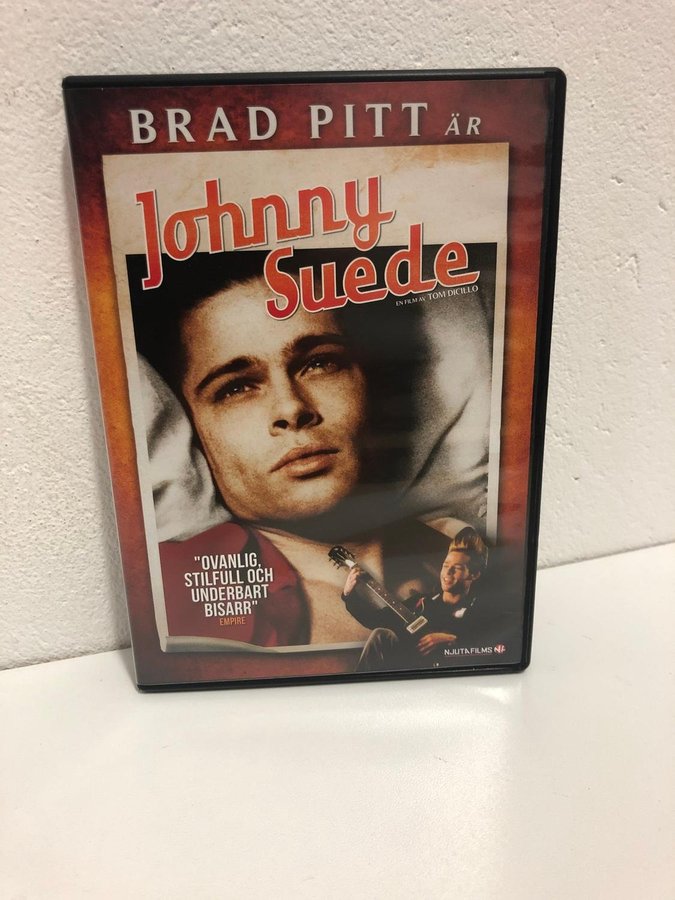 BRAD PITT ÄR
Johnny
Suede
EN FILM AV TOM DICILLO
"OVANLIG,
STILFULL OCH
UNDERBART
BISARR"
EMPIRE
NJUTAFILMS